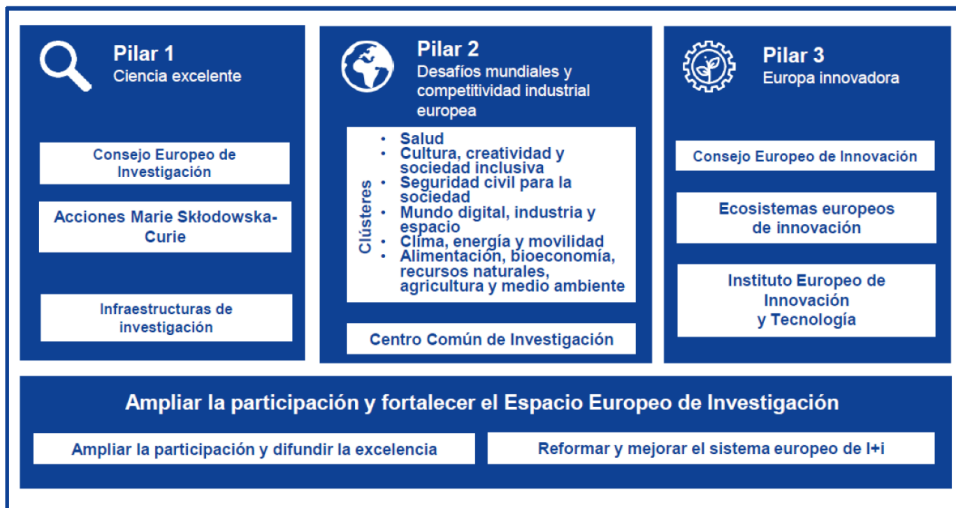 Pilar 1
Ciencia excelente
Consejo Europeo de
Investigación
Acciones Marie Skłodowska-
Curie
Infraestructuras de
investigación
Pilar 2
Desafíos mundiales y
competitividad industrial
europea
Clústeres
• Salud
• Cultura, creatividad y
sociedad inclusiva
• Seguridad civil para la
sociedad
• Mundo digital, industria y
espacio
• Clima, energía y movilidad
• Alimentación, bioeconomía,
recursos naturales,
agricultura y medio ambiente
Centro Común de Investigación
Pilar 3
Europa innovadora
Consejo Europeo de Innovación
Ecosistemas europeos
de innovación
Instituto Europeo de
Innovación
y Tecnología
Ampliar la participación y fortalecer el Espacio Europeo de Investigación
Ampliar la participación y difundir la excelencia
Reformar y mejorar el sistema europeo de I+i